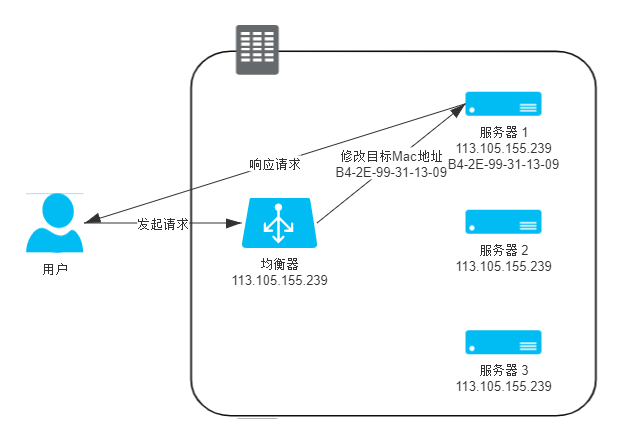 服务器 1
113.105.155.239
B4-2E-99-31-13-09
修改目标Mac地址
B4-2E-99-31-13-09
响应请求
发起请求
用户
均衡器
113.105.155.239
服务器 2
113.105.155.239
服务器 3
113.105.155.239